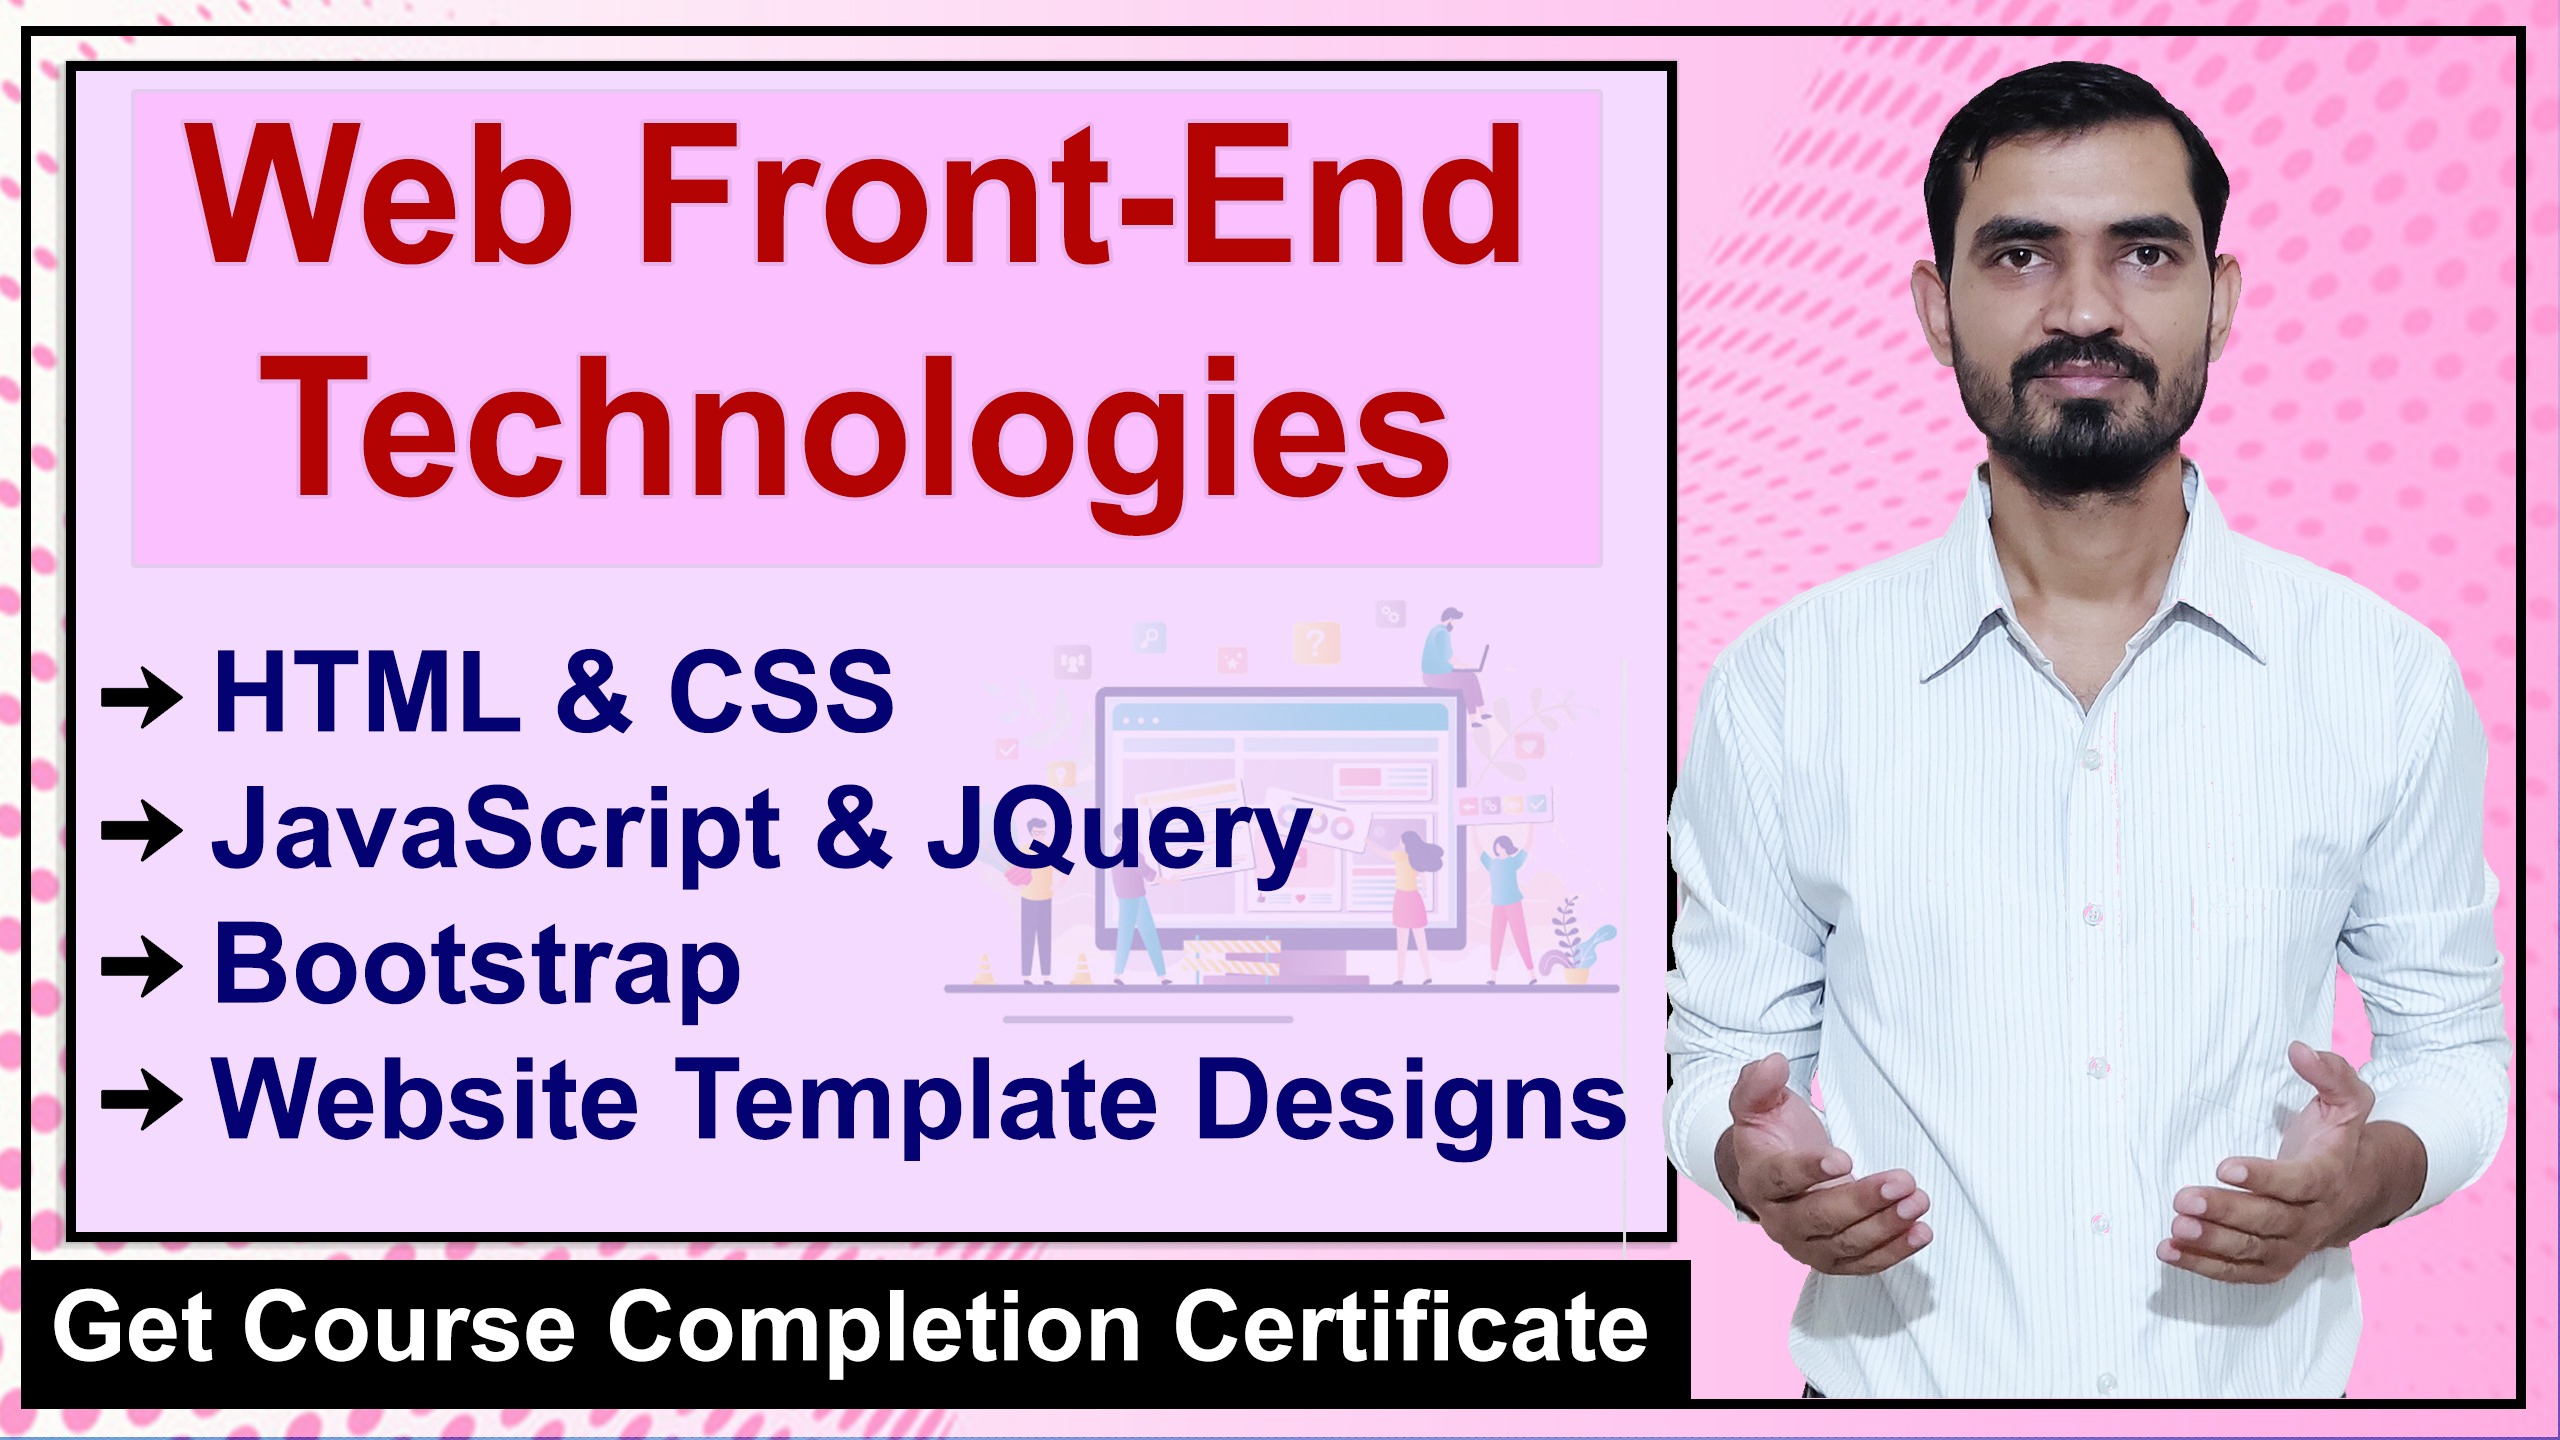 Web Front-End
Technologies
HTML & CSS
JavaScript & JQuery
Bootstrap
Website Template Designs
Get Course Completion Certificate